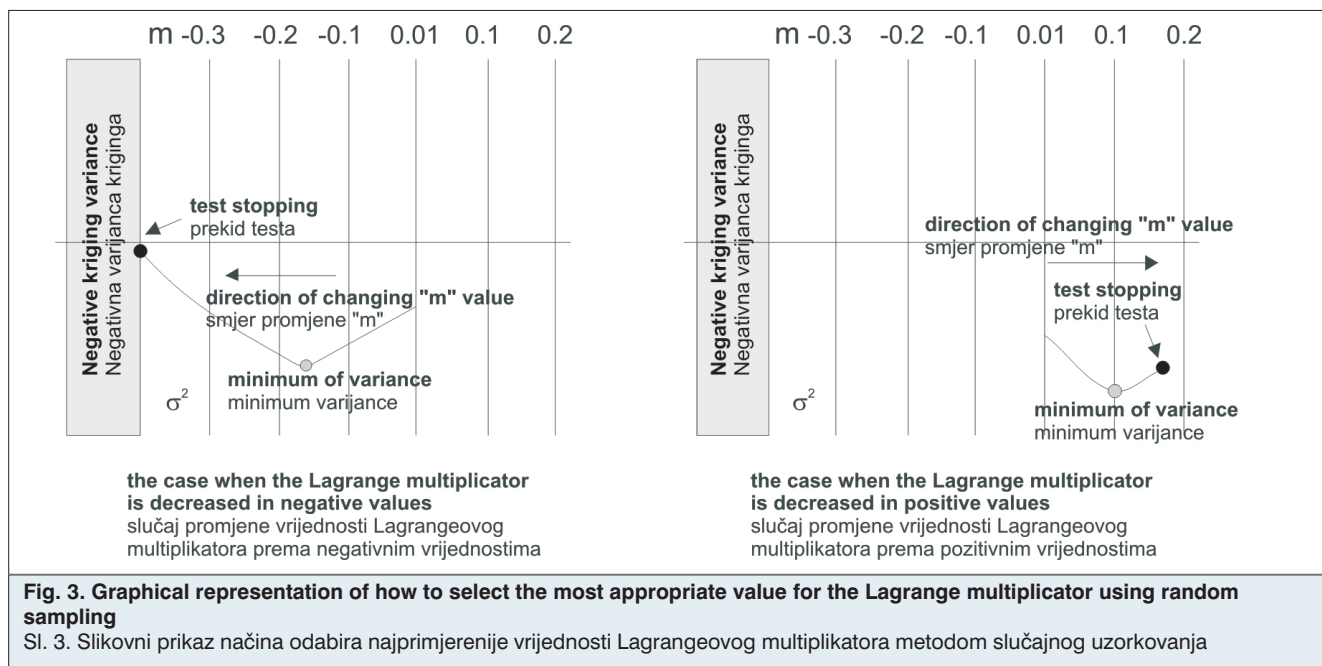 m -0.3 -0.2 -0.1 0.01 0.1 0.2
Negative kriging variance
Negativna varijanca kriginga
test stopping
prekid testa
direction of changing "m" value
smjer promjene "m"
minimum of variance
minimum varijance
σ²
the case when the Lagrange multiplicator
is decreased in negative values
slučaj promjene vrijednosti Lagrangeovog
multiplikatora prema negativnim vrijednostima
m -0.3 -0.2 -0.1 0.01 0.1 0.2
Negative kriging variance
Negativna varijanca kriginga
direction of changing "m" value
smjer promjene "m"
test stopping
prekid testa
σ²
minimum of variance
minimum varijance
the case when the Lagrange multiplicator
is decreased in positive values
slučaj promjene vrijednosti Lagrangeovog
multiplikatora prema pozitivnim vrijednostima
Fig. 3. Graphical representation of how to select the most appropriate value for the Lagrange multiplicator using random
sampling
Sl. 3. Slikovni prikaz načina odabira najprimjerenije vrijednosti Lagrangeovog multiplikatora metodom slučajnog uzorkovanja